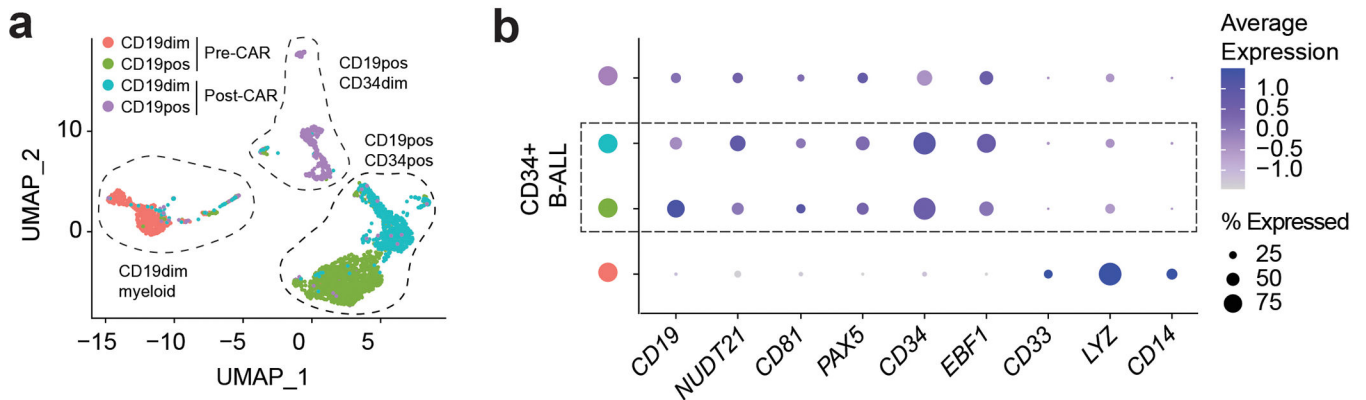 a
CD19dim
CD19pos
Pre-CAR
CD19dim
CD19pos
Post-CAR
CD19pos
CD34dim
CD19pos
CD34pos
CD19dim
myeloid
UMAP_2
10
0
−15 −10 −5 0 5
UMAP_1
b
CD34+
B-ALL
CD19 NUDT21 CD81 PAX5 CD34 EBF1 CD33 LYZ CD14
Average
Expression
1.0
0.5
0.0
−0.5
−1.0
% Expressed
25
50
75